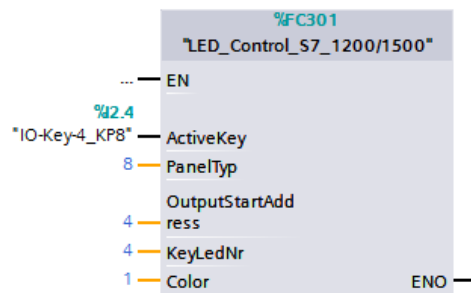 %FC301
"LED_Control_S7_1200/1500"
... EN
%I2.4
"IO-Key-4_KP8" ActiveKey
8 PanelTyp
OutputStartAdd
4 ress
4 KeyLedNr
1 Color ENO